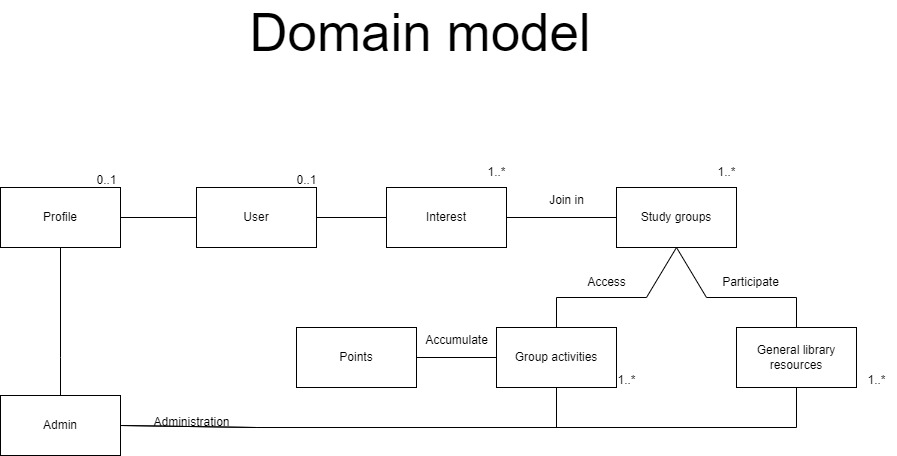 Domain model
0..1
0..1
1..*
1..*
Profile
User
Interest
Join in
Study groups
Access
Participate
Points
Accumulate
Group activities
General library
resources
1..*
1..*
Admin
Administration